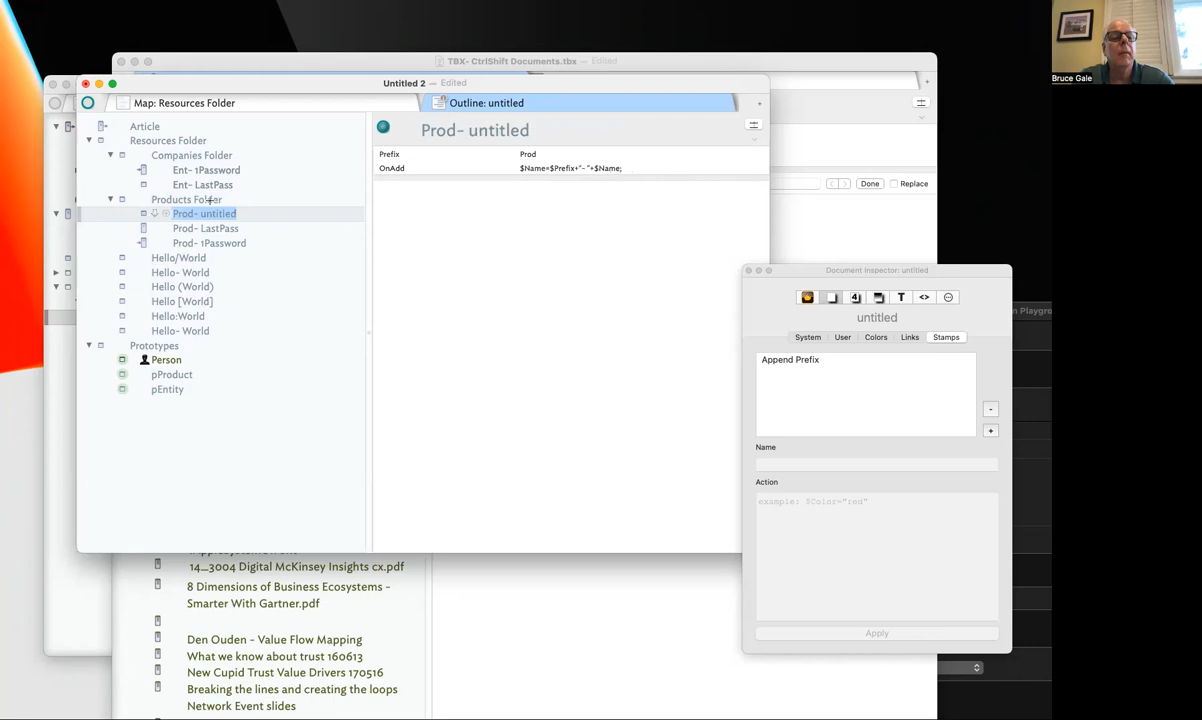 Bruce Gale
TBX- CtrlShift Documents.tbx — Edited
Untitled 2 — Edited
Map: Resources Folder
Outline: untitled
Article
Resources Folder
Companies Folder
Ent- 1Password
Ent- LastPass
Products Folder
Prod- untitled
Prod- LastPass
Prod- 1Password
Hello/World
Hello- World
Hello (World)
Hello [World]
Hello:World
Hello- World
Prototypes
Person
pProduct
pEntity
Prod- untitled
Prefix Prod
OnAdd $Name=$Prefix+"- "+$Name;
Done Replace
Document Inspector: untitled
untitled
System User Colors Links Stamps
Append Prefix
-
+
Name
Action
example: $Color="red"
Apply
n Playgrou
14_3004 Digital McKinsey Insights cx.pdf
8 Dimensions of Business Ecosystems -
Smarter With Gartner.pdf
Den Ouden - Value Flow Mapping
What we know about trust 160613
New Cupid Trust Value Drivers 170516
Breaking the lines and creating the loops
Network Event slides